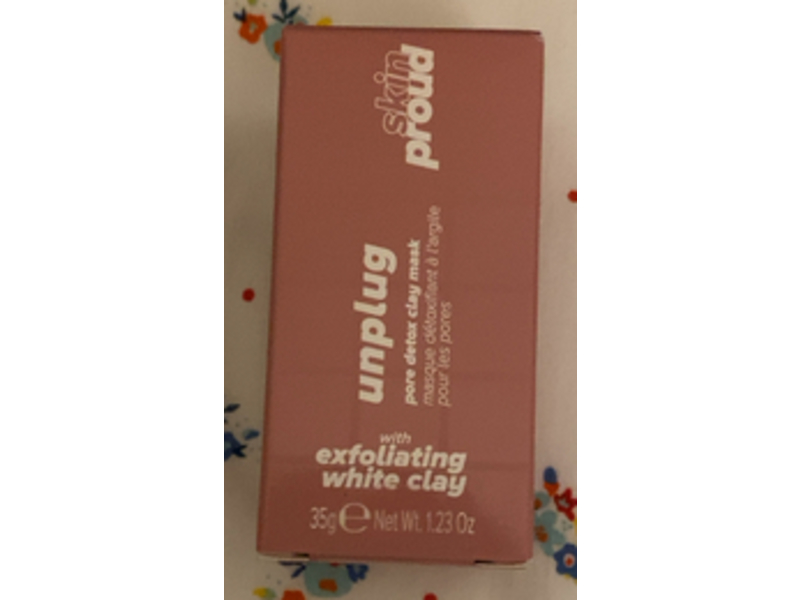 skin
proud
unplug
pore detox clay mask
masque détoxifiant à l'argile
pour les pores
with
exfoliating
white clay
35g ℮ Net Wt. 1.23 Oz